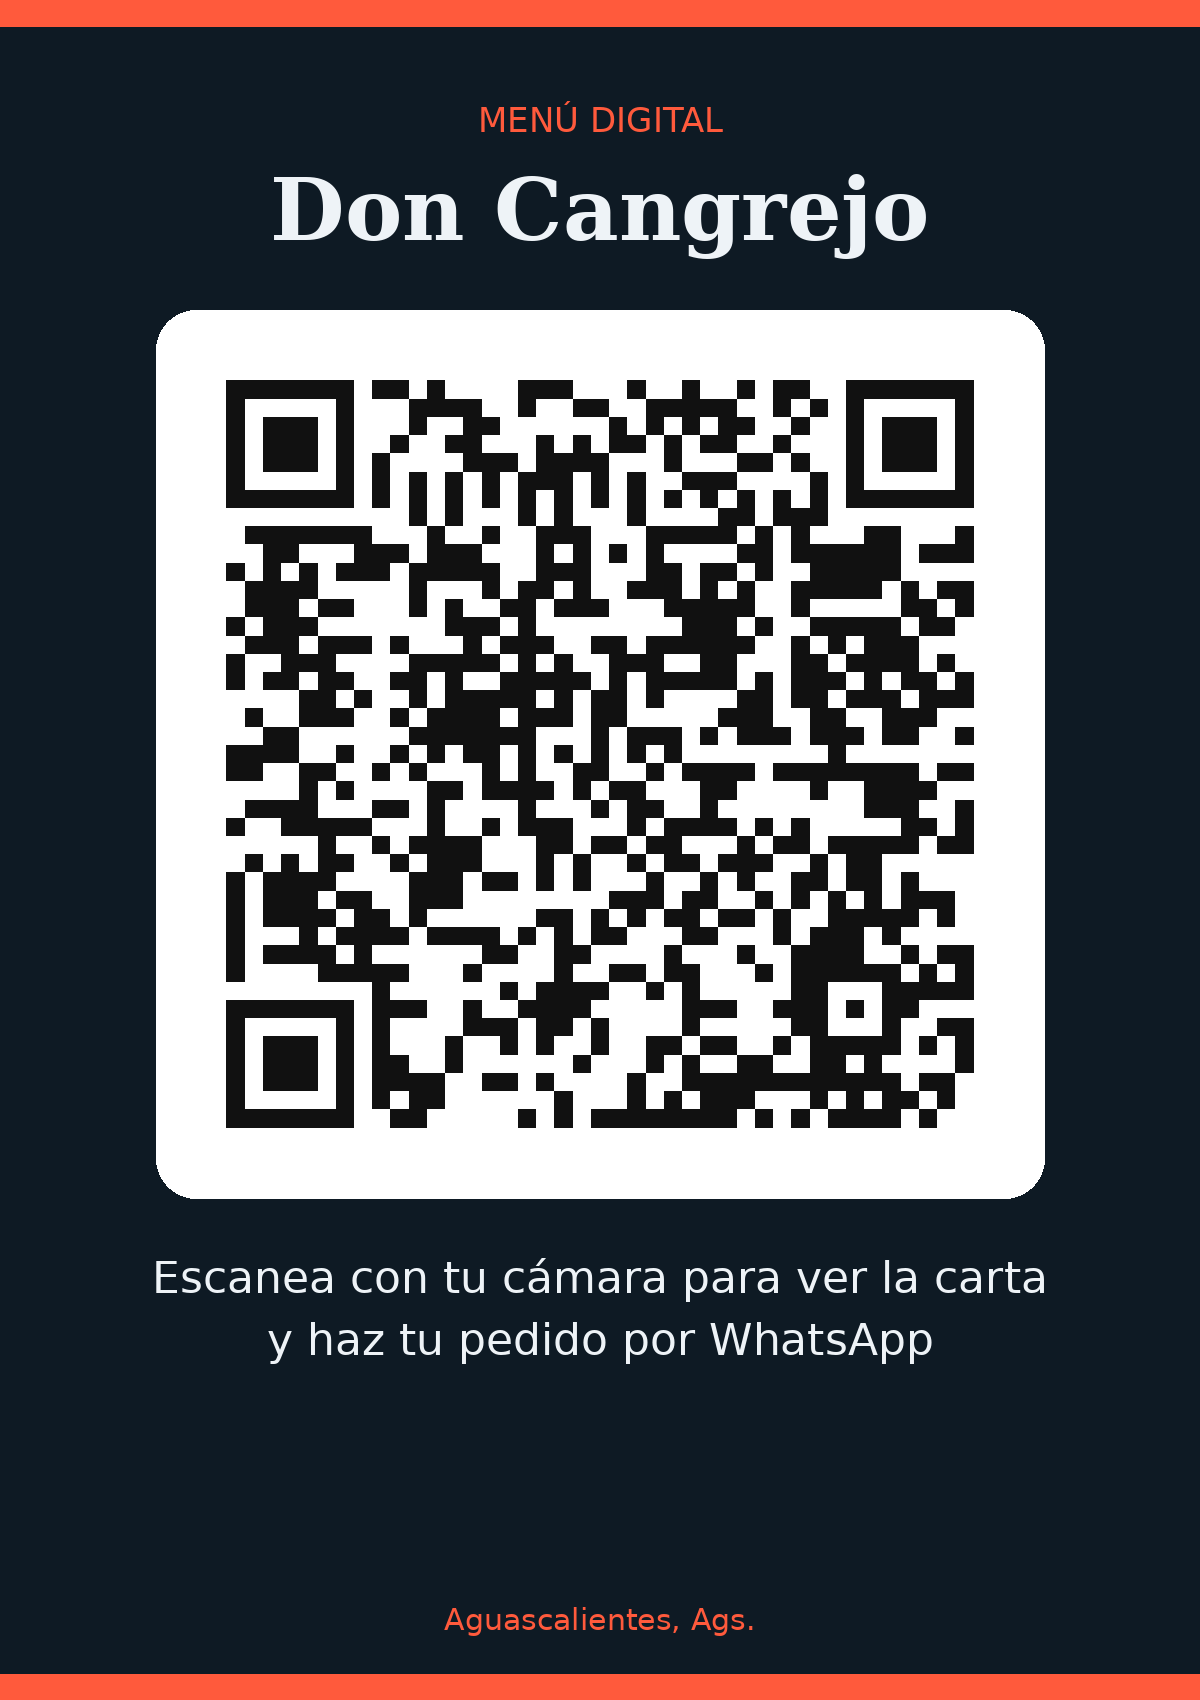 MENÚ DIGITAL
Don Cangrejo
Escanea con tu cámara para ver la carta
y haz tu pedido por WhatsApp
Aguascalientes, Ags.